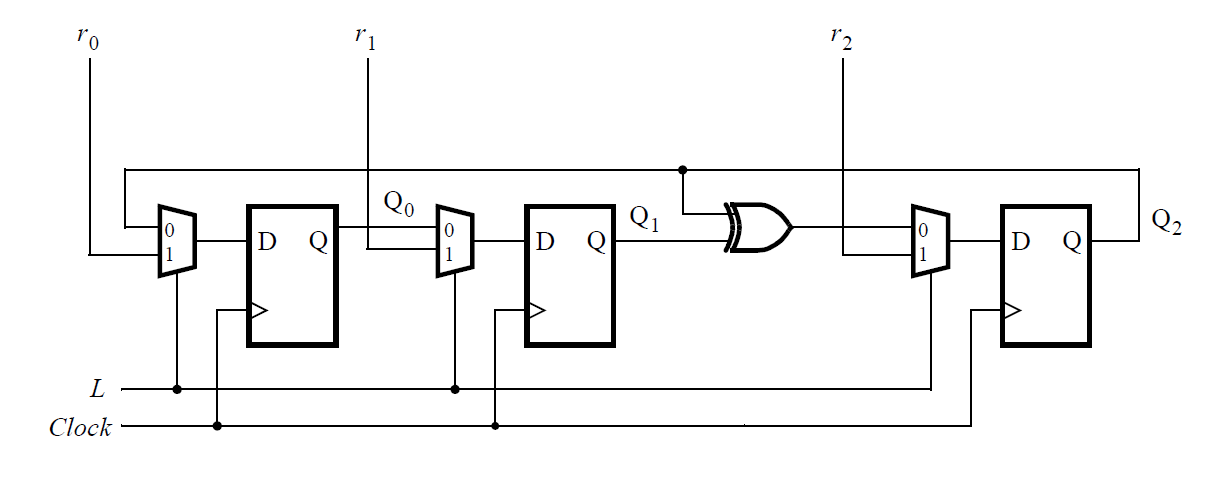 r0 r1 r2
Q0 Q1 Q2
0 0 0
D Q D Q D Q
1 1 1
L
Clock